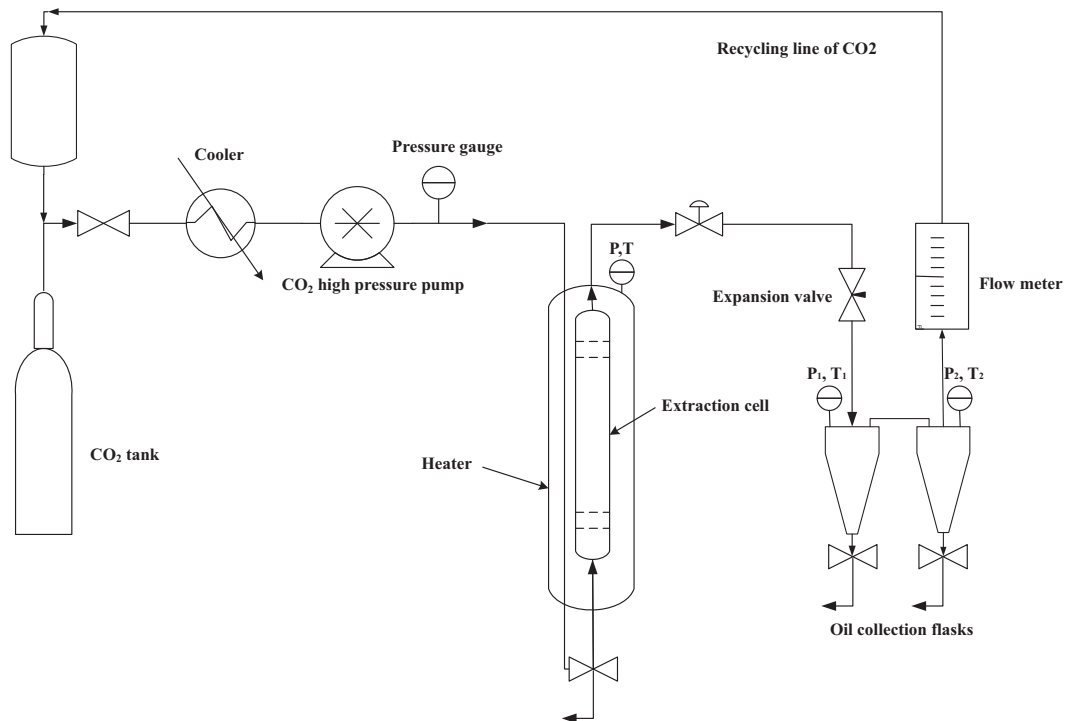 Recycling line of CO2
Pressure gauge
Cooler
CO₂ high pressure pump
P,T
Expansion valve
Flow meter
P₁, T₁
P₂, T₂
Extraction cell
CO₂ tank
Heater
Oil collection flasks